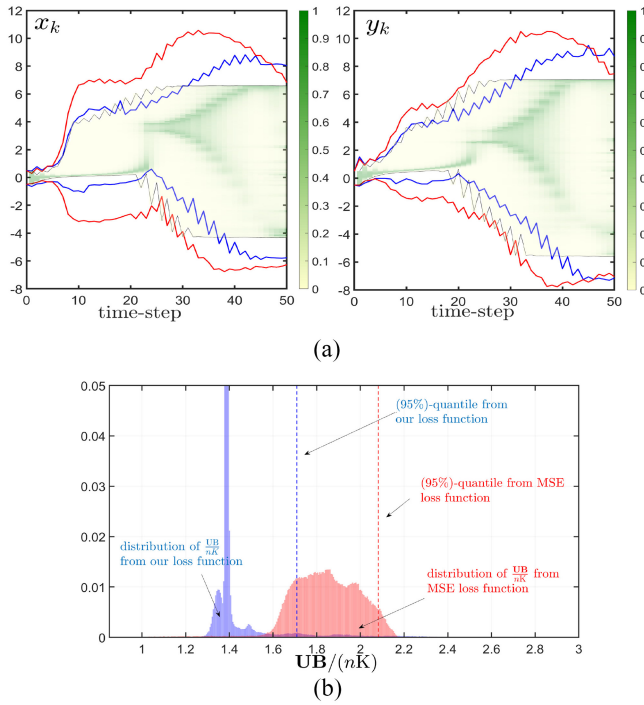 x_k
12
10
8
6
4
2
0
-2
-4
-6
-8
0 10 20 30 40 50
time-step
1
0.9
0.8
0.7
0.6
0.5
0.4
0.3
0.2
0.1
0
y_k
12
10
8
6
4
2
0
-2
-4
-6
-8
0 10 20 30 40 50
time-step
(a)
0.05
0.04
0.03
0.02
0.01
0
(95%)-quantile from
our loss function
(95%)-quantile from MSE
loss function
distribution of UB/nK
from our loss function
distribution of UB/nK from
MSE loss function
1 1.2 1.4 1.6 1.8 2 2.2 2.4 2.6 2.8 3
UB/(nK)
(b)